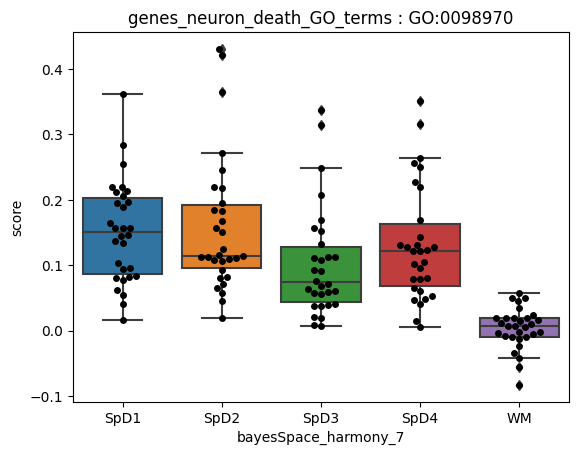 genes_neuron_death_GO_terms : GO:0098970
score
0.4
0.3
0.2
0.1
0.0
−0.1
SpD1 SpD2 SpD3 SpD4 WM
bayesSpace_harmony_7